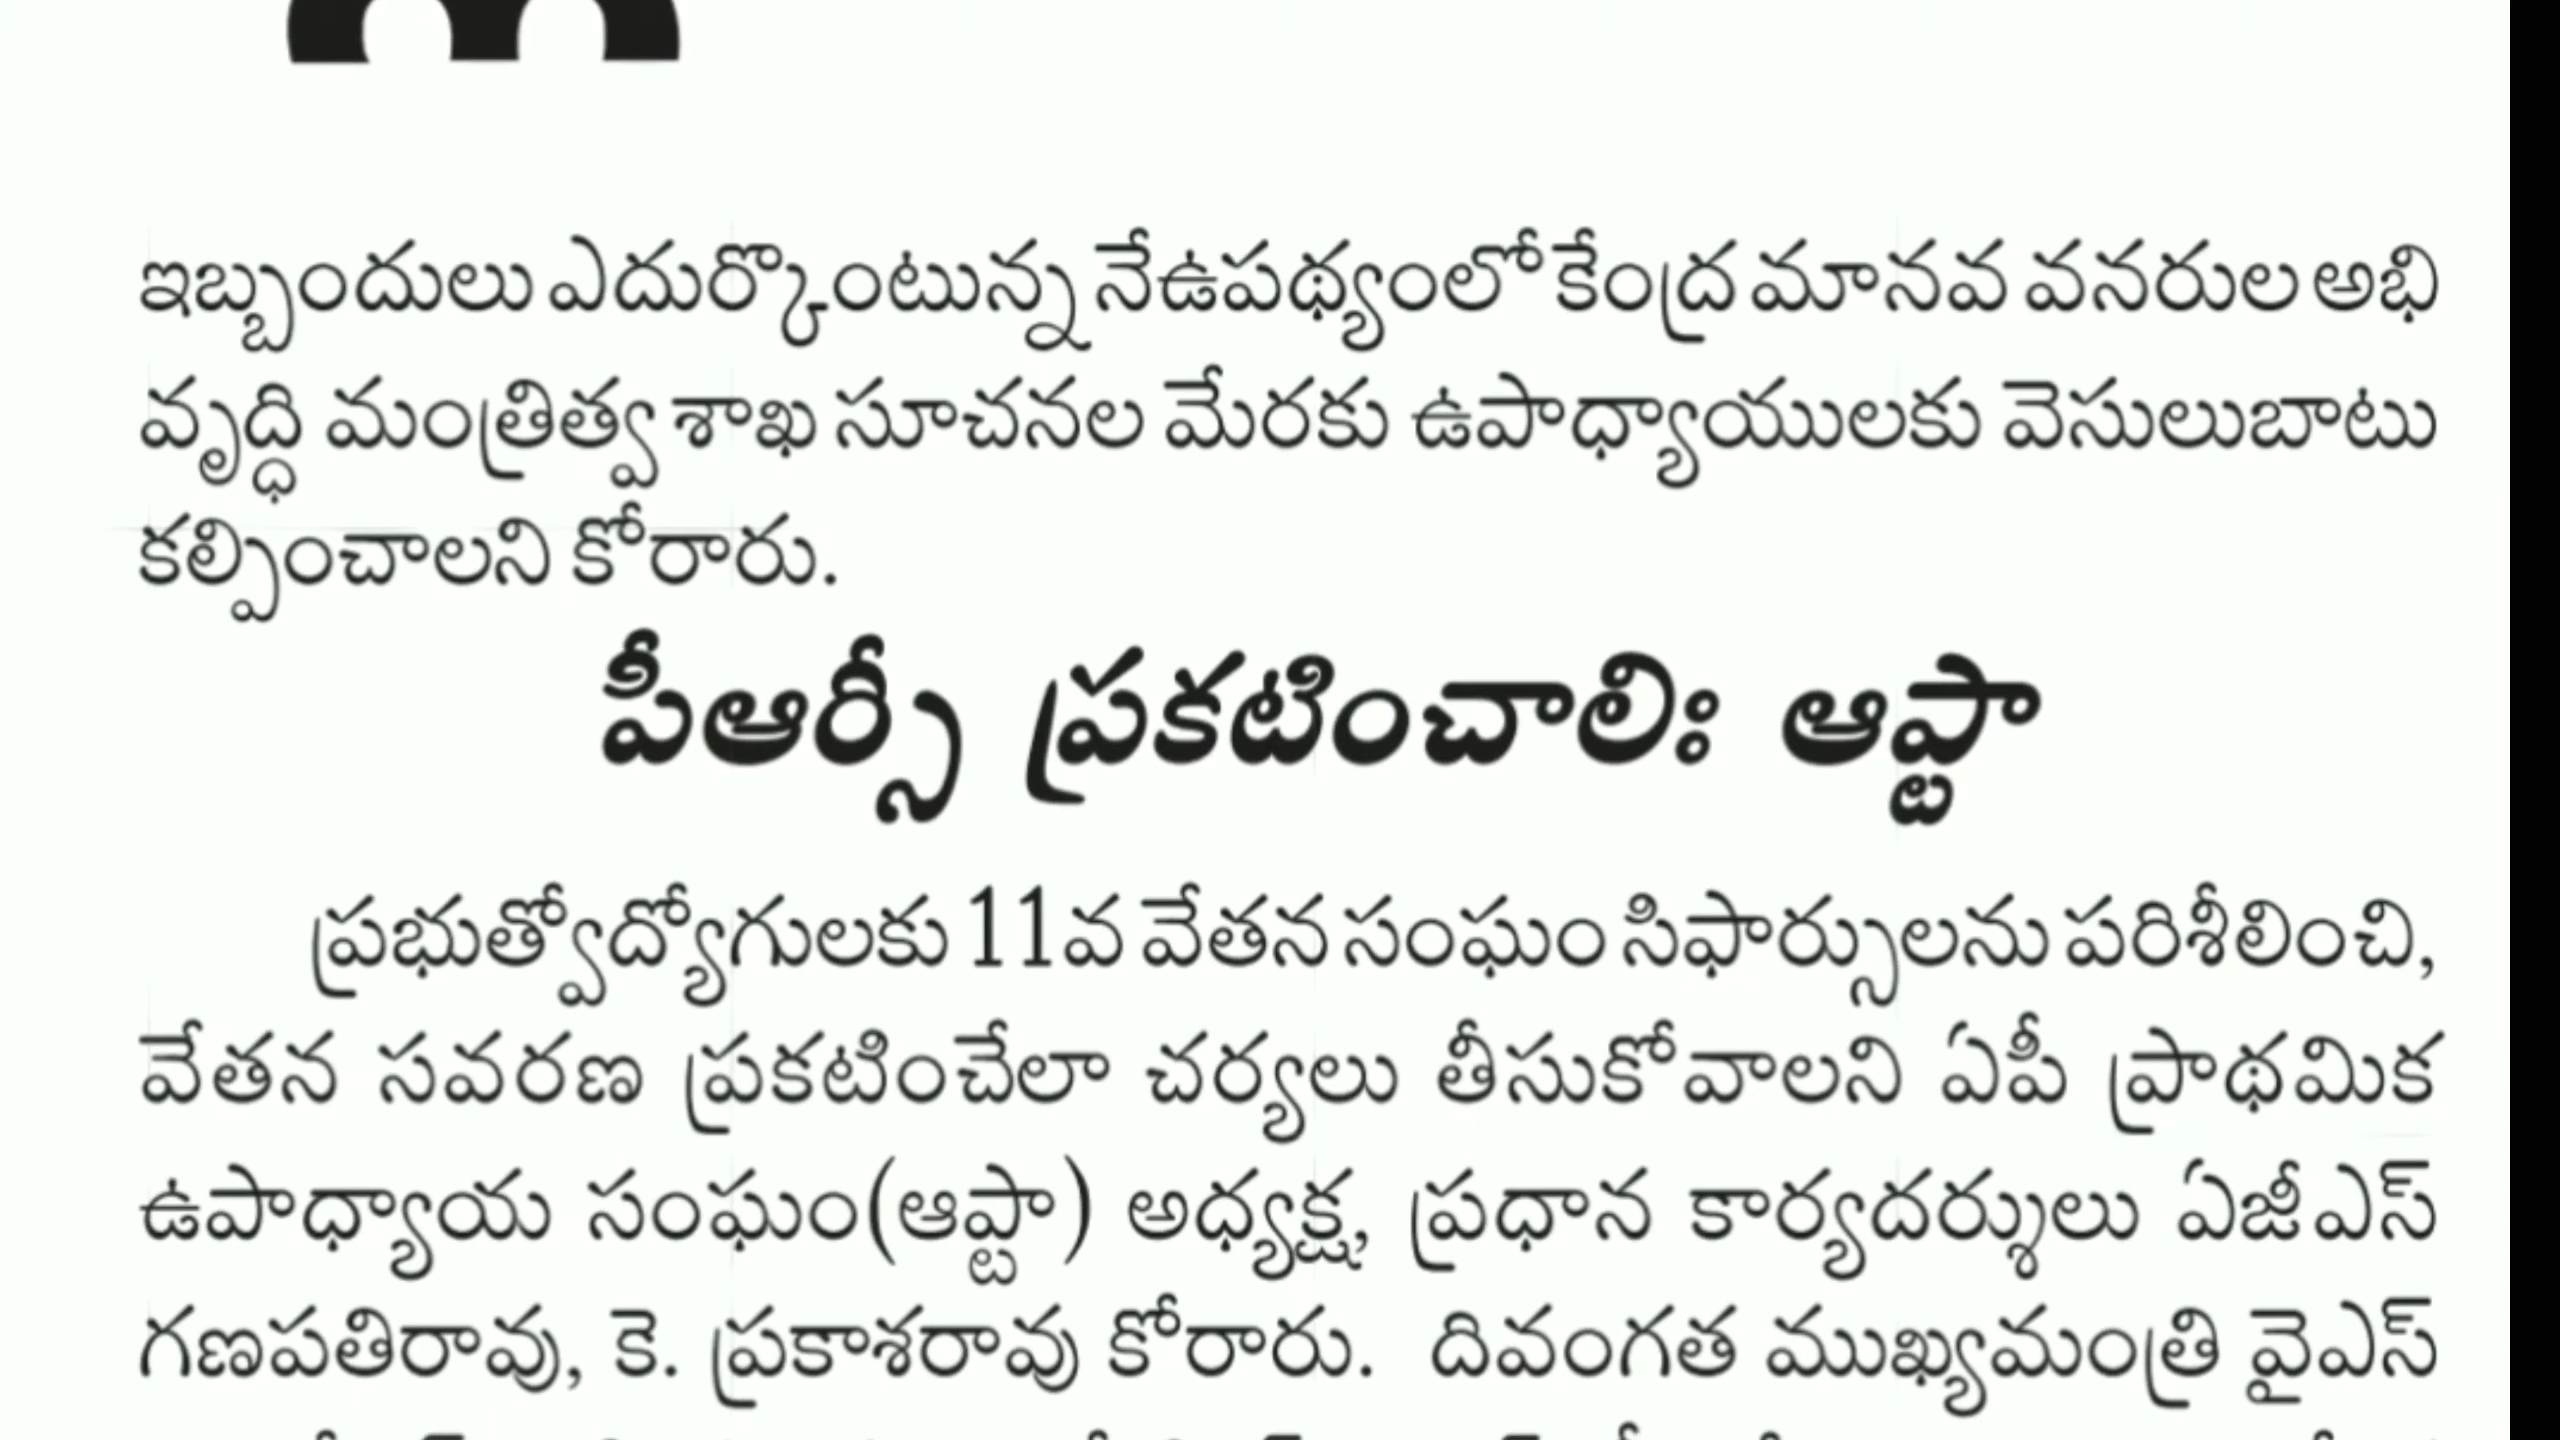 ఇబ్బందులు ఎదుర్కొంటున్న నేఉపథ్యంలో కేంద్ర మానవ వనరుల అభి
వృద్ధి మంత్రిత్వ శాఖ సూచనల మేరకు ఉపాధ్యాయులకు వెసులుబాటు
కల్పించాలని కోరారు.
పీఆర్సీ ప్రకటించాలి: ఆప్టా
ప్రభుత్వోద్యోగులకు 11వ వేతన సంఘం సిఫార్సులను పరిశీలించి,
వేతన సవరణ ప్రకటించేలా చర్యలు తీసుకోవాలని ఏపీ ప్రాథమిక
ఉపాధ్యాయ సంఘం(ఆప్టా) అధ్యక్ష, ప్రధాన కార్యదర్శులు ఏజీఎస్
గణపతిరావు, కె. ప్రకాశరావు కోరారు. దివంగత ముఖ్యమంత్రి వైఎస్